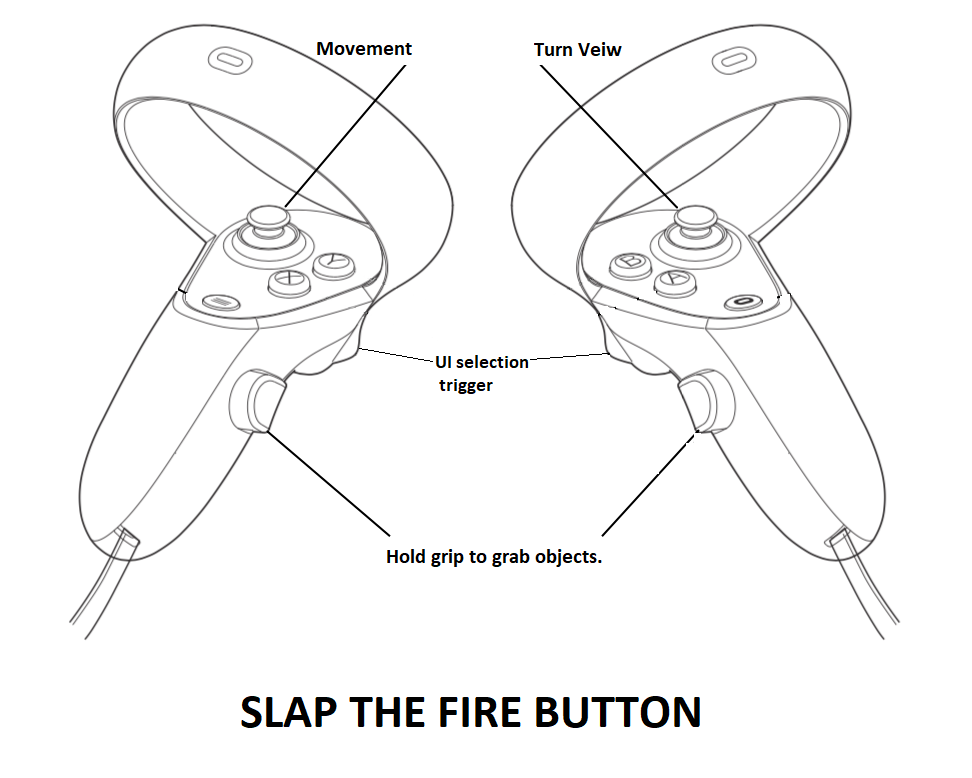 Movement
Turn Veiw
Y
X
B
A
UI selection
trigger
Hold grip to grab objects.
SLAP THE FIRE BUTTON